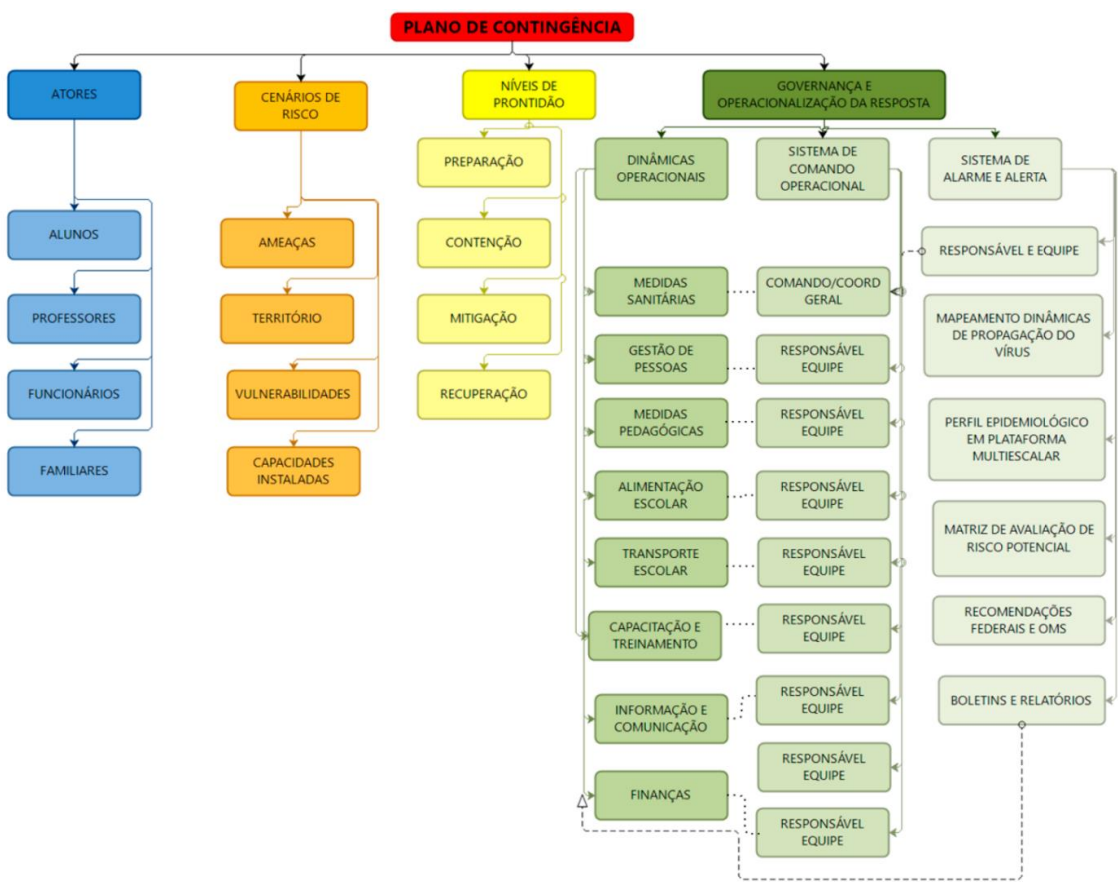 PLANO DE CONTINGÊNCIA
ATORES
ALUNOS
PROFESSORES
FUNCIONÁRIOS
FAMILIARES
CENÁRIOS DE
RISCO
AMEAÇAS
TERRITÓRIO
VULNERABILIDADES
CAPACIDADES
INSTALADAS
NÍVEIS DE
PRONTIDÃO
PREPARAÇÃO
CONTENÇÃO
MITIGAÇÃO
RECUPERAÇÃO
GOVERNANÇA E
OPERACIONALIZAÇÃO DA RESPOSTA
DINÂMICAS
OPERACIONAIS
MEDIDAS
SANITÁRIAS
GESTÃO DE
PESSOAS
MEDIDAS
PEDAGÓGICAS
ALIMENTAÇÃO
ESCOLAR
TRANSPORTE
ESCOLAR
CAPACITAÇÃO E
TREINAMENTO
INFORMAÇÃO E
COMUNICAÇÃO
FINANÇAS
SISTEMA DE
COMANDO
OPERACIONAL
COMANDO/COORD
GERAL
RESPONSÁVEL
EQUIPE
RESPONSÁVEL
EQUIPE
RESPONSÁVEL
EQUIPE
RESPONSÁVEL
EQUIPE
RESPONSÁVEL
EQUIPE
RESPONSÁVEL
EQUIPE
RESPONSÁVEL
EQUIPE
RESPONSÁVEL
EQUIPE
SISTEMA DE
ALARME E ALERTA
RESPONSÁVEL E EQUIPE
MAPEAMENTO DINÂMICAS
DE PROPAGAÇÃO DO
VÍRUS
PERFIL EPIDEMIOLÓGICO
EM PLATAFORMA
MULTIESCALAR
MATRIZ DE AVALIAÇÃO DE
RISCO POTENCIAL
RECOMENDAÇÕES
FEDERAIS E OMS
BOLETINS E RELATÓRIOS